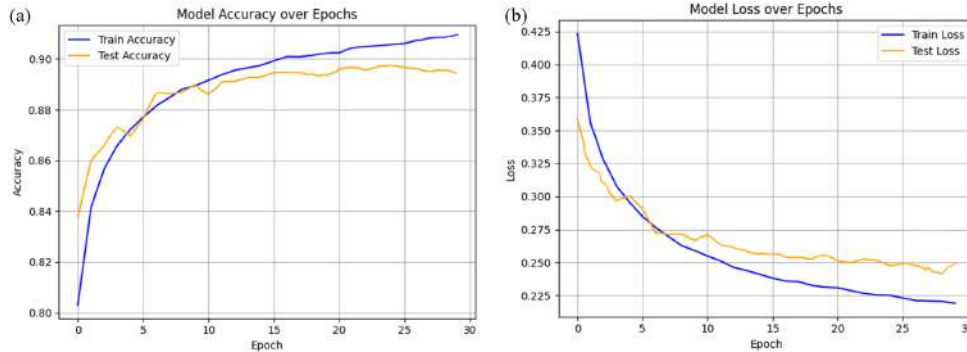 (a)
Model Accuracy over Epochs
Train Accuracy
Test Accuracy
0.90
0.88
0.86
0.84
0.82
0.80
Accuracy
0 5 10 15 20 25 30
Epoch
(b)
Model Loss over Epochs
Train Loss
Test Loss
0.425
0.400
0.375
0.350
0.325
0.300
0.275
0.250
0.225
Loss
0 5 10 15 20 25 30
Epoch